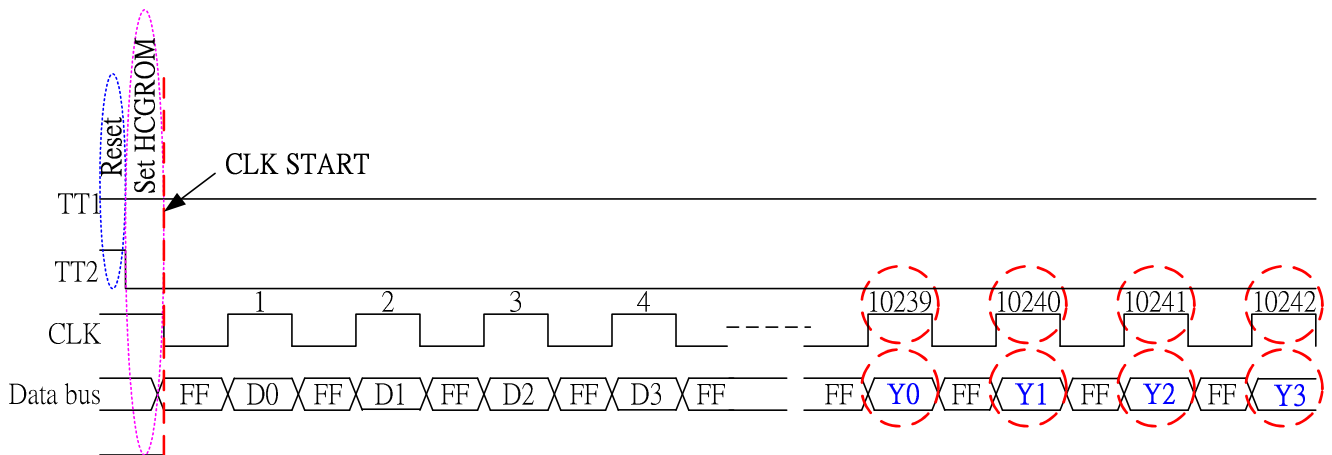 Reset
Set HCGROM
CLK START
TT1
TT2
1 2 3 4 10239 10240 10241 10242
CLK
Data bus FF D0 FF D1 FF D2 FF D3 FF FF Y0 FF Y1 FF Y2 FF Y3